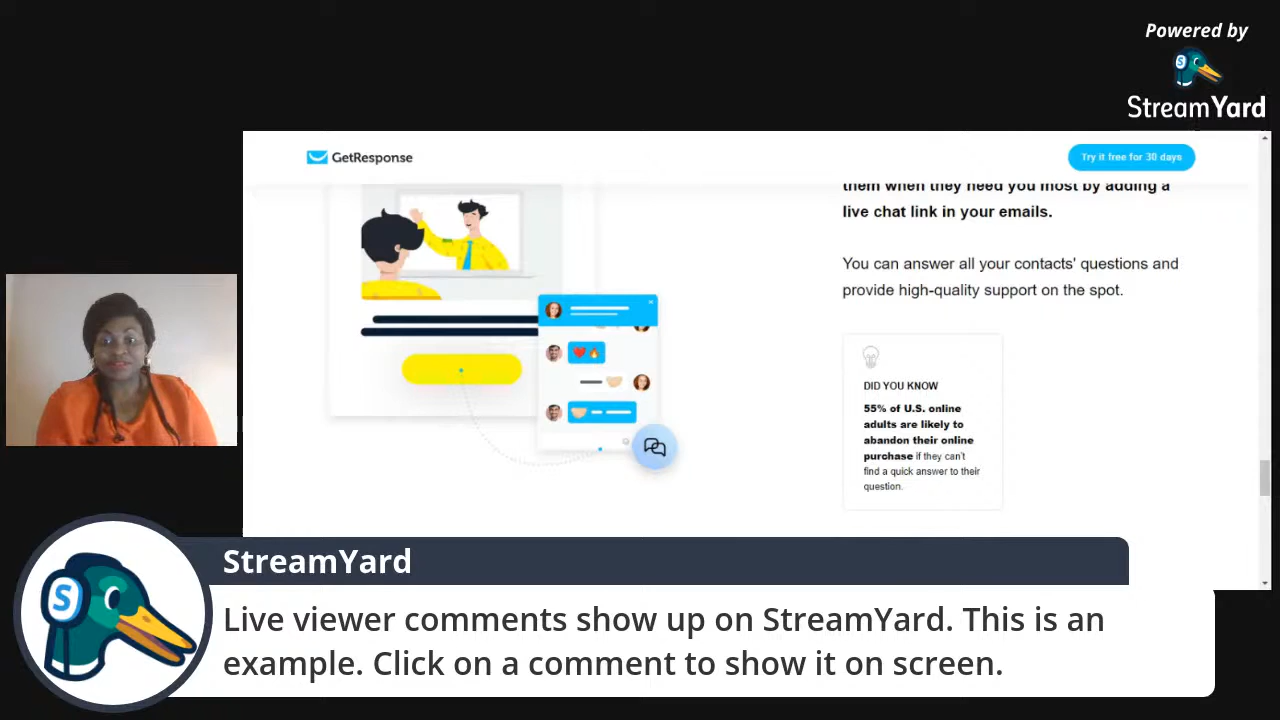 Powered by
StreamYard
GetResponse
Try it free for 30 days
them when they need you most by adding a
live chat link in your emails.
You can answer all your contacts' questions and
provide high-quality support on the spot.
DID YOU KNOW
55% of U.S. online
adults are likely to
abandon their online
purchase if they can't
find a quick answer to their
question.
S
StreamYard
Live viewer comments show up on StreamYard. This is an
example. Click on a comment to show it on screen.